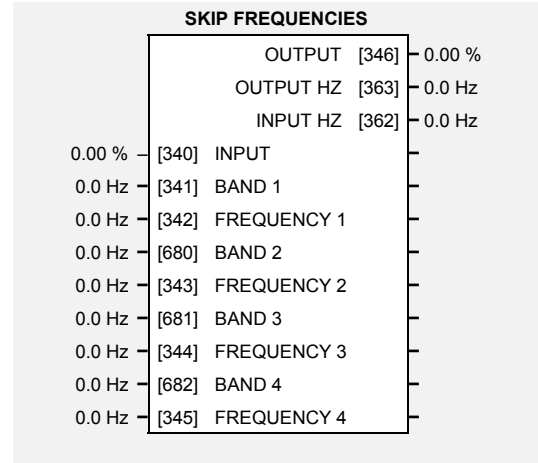 SKIP FREQUENCIES
OUTPUT [346] – 0.00 %
OUTPUT HZ [363] – 0.0 Hz
INPUT HZ [362] – 0.0 Hz
0.00 % – [340] INPUT –
0.0 Hz – [341] BAND 1 –
0.0 Hz – [342] FREQUENCY 1 –
0.0 Hz – [680] BAND 2 –
0.0 Hz – [343] FREQUENCY 2 –
0.0 Hz – [681] BAND 3 –
0.0 Hz – [344] FREQUENCY 3 –
0.0 Hz – [682] BAND 4 –
0.0 Hz – [345] FREQUENCY 4 –